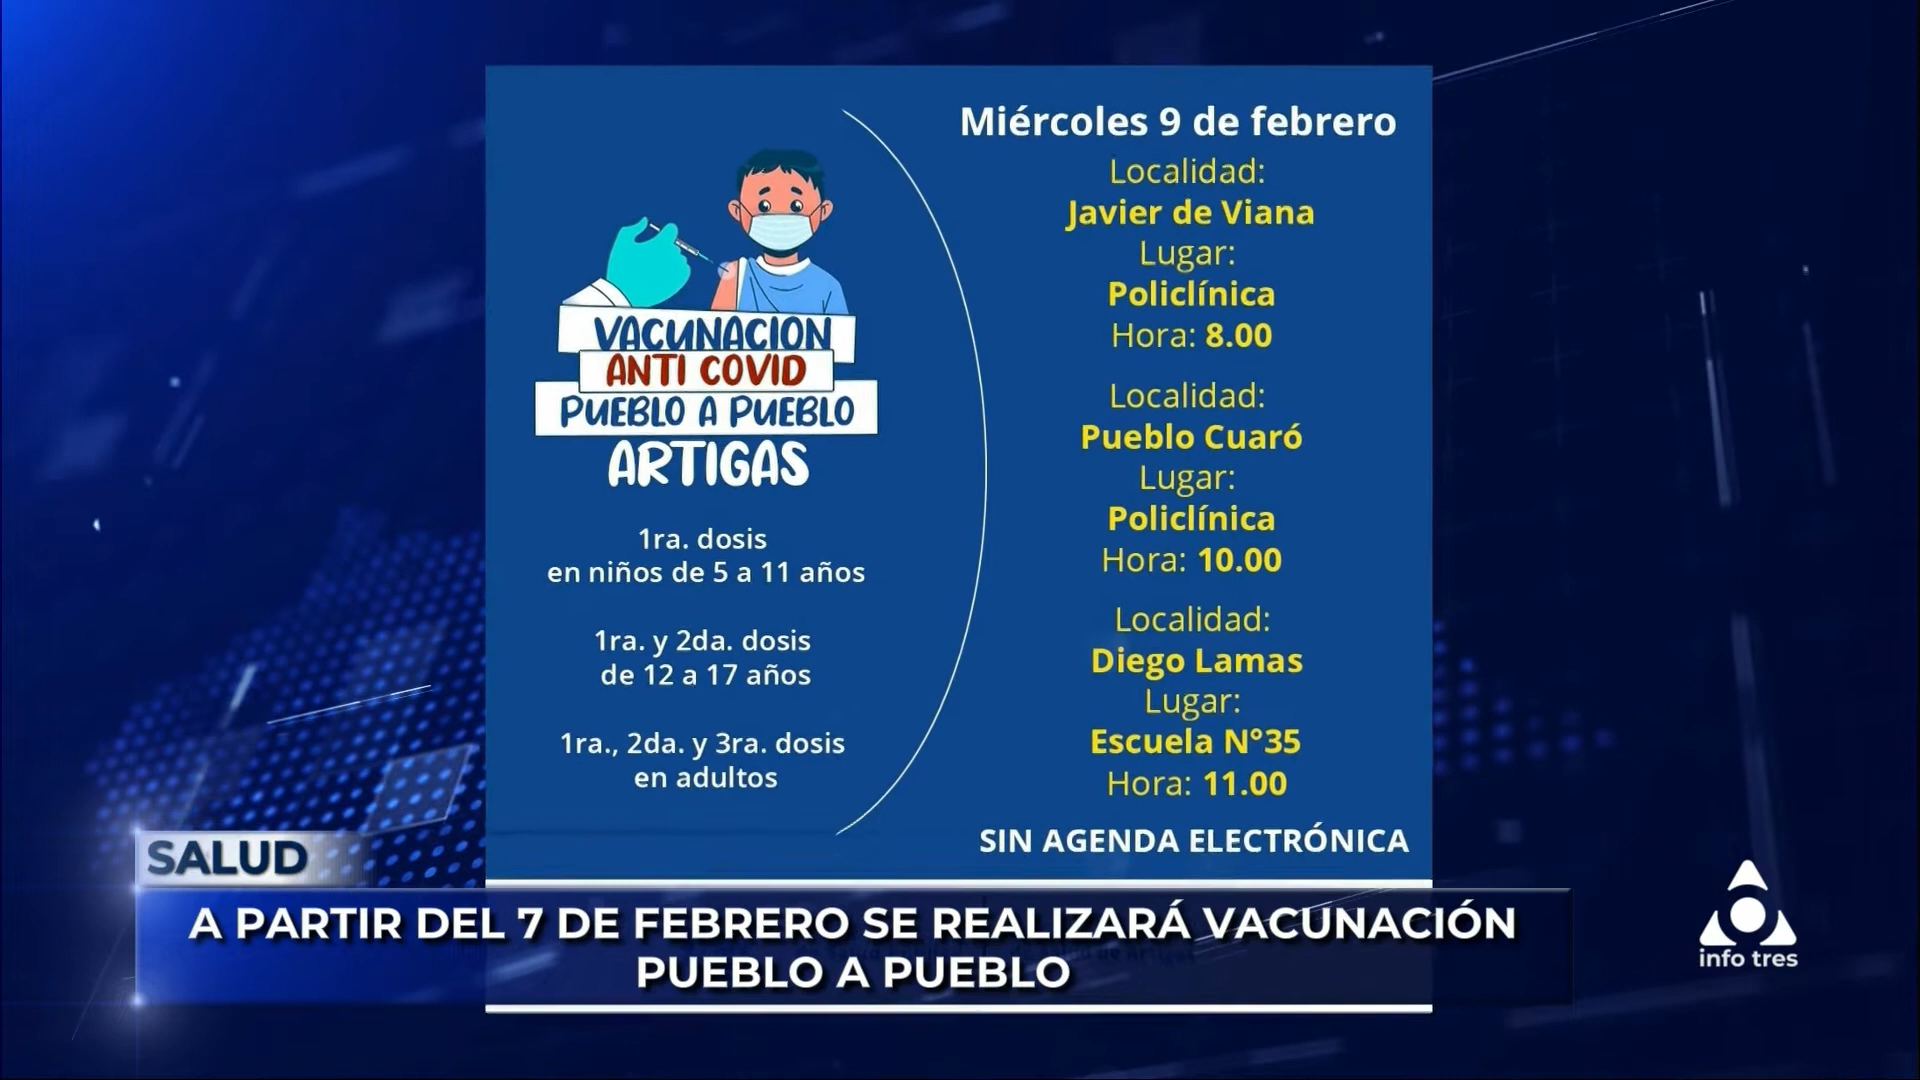 VACUNACION
ANTI COVID
PUEBLO A PUEBLO
ARTIGAS
1ra. dosis
en niños de 5 a 11 años
1ra. y 2da. dosis
de 12 a 17 años
1ra., 2da. y 3ra. dosis
en adultos
Miércoles 9 de febrero
Localidad:
Javier de Viana
Lugar:
Policlínica
Hora: 8.00
Localidad:
Pueblo Cuaró
Lugar:
Policlínica
Hora: 10.00
Localidad:
Diego Lamas
Lugar:
Escuela N°35
Hora: 11.00
SIN AGENDA ELECTRÓNICA
SALUD
A PARTIR DEL 7 DE FEBRERO SE REALIZARÁ VACUNACIÓN
PUEBLO A PUEBLO
info tres